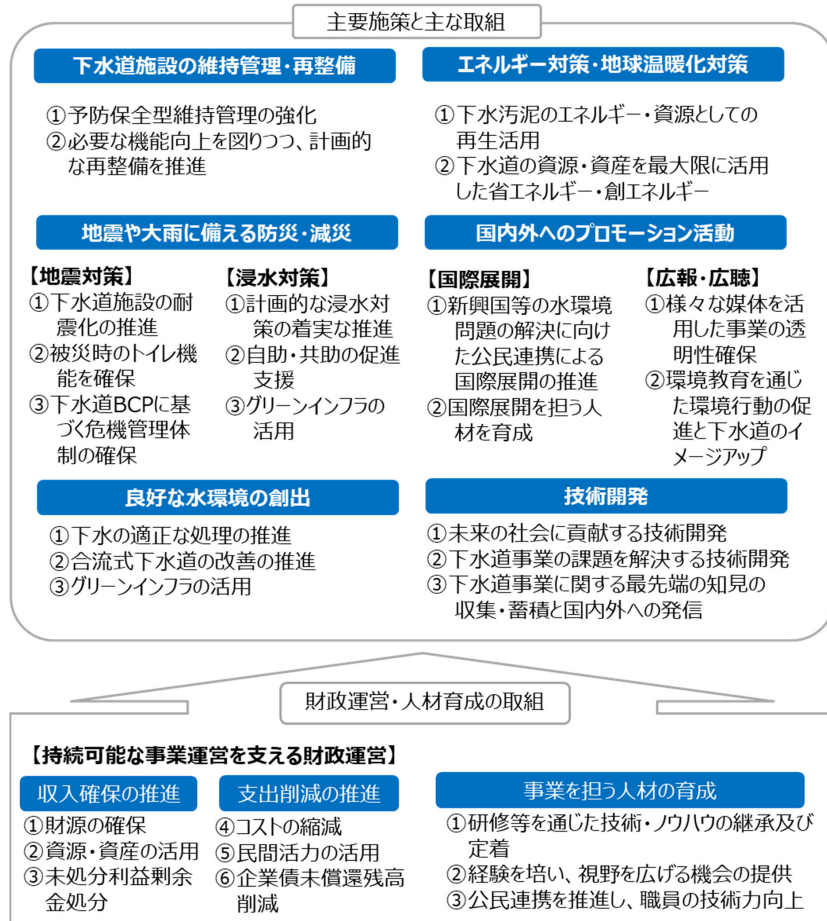 主要施策と主な取組
下水道施設の維持管理・再整備
①予防保全型維持管理の強化
②必要な機能向上を図りつつ、計画的
な再整備を推進
エネルギー対策・地球温暖化対策
①下水汚泥のエネルギー・資源としての
再生活用
②下水道の資源・資産を最大限に活用
した省エネルギー・創エネルギー
地震や大雨に備える防災・減災
【地震対策】
①下水道施設の耐
震化の推進
②被災時のトイレ機
能を確保
③下水道BCPに基
づく危機管理体
制の確保
【浸水対策】
①計画的な浸水対
策の着実な推進
②自助・共助の促進
支援
③グリーンインフラの
活用
国内外へのプロモーション活動
【国際展開】
①新興国等の水環境
問題の解決に向け
た公民連携による
国際展開の推進
②国際展開を担う人
材を育成
【広報・広聴】
①様々な媒体を活
用した事業の透
明性確保
②環境教育を通じ
た環境行動の促
進と下水道のイ
メージアップ
良好な水環境の創出
①下水の適正な処理の推進
②合流式下水道の改善の推進
③グリーンインフラの活用
技術開発
①未来の社会に貢献する技術開発
②下水道事業の課題を解決する技術開発
③下水道事業に関する最先端の知見の
収集・蓄積と国内外への発信
財政運営・人材育成の取組
【持続可能な事業運営を支える財政運営】
収入確保の推進
①財源の確保
②資源・資産の活用
③未処分利益剰余
金処分
支出削減の推進
④コストの縮減
⑤民間活力の活用
⑥企業債未償還残高
削減
事業を担う人材の育成
①研修等を通じた技術・ノウハウの継承及び
定着
②経験を培い、視野を広げる機会の提供
③公民連携を推進し、職員の技術力向上